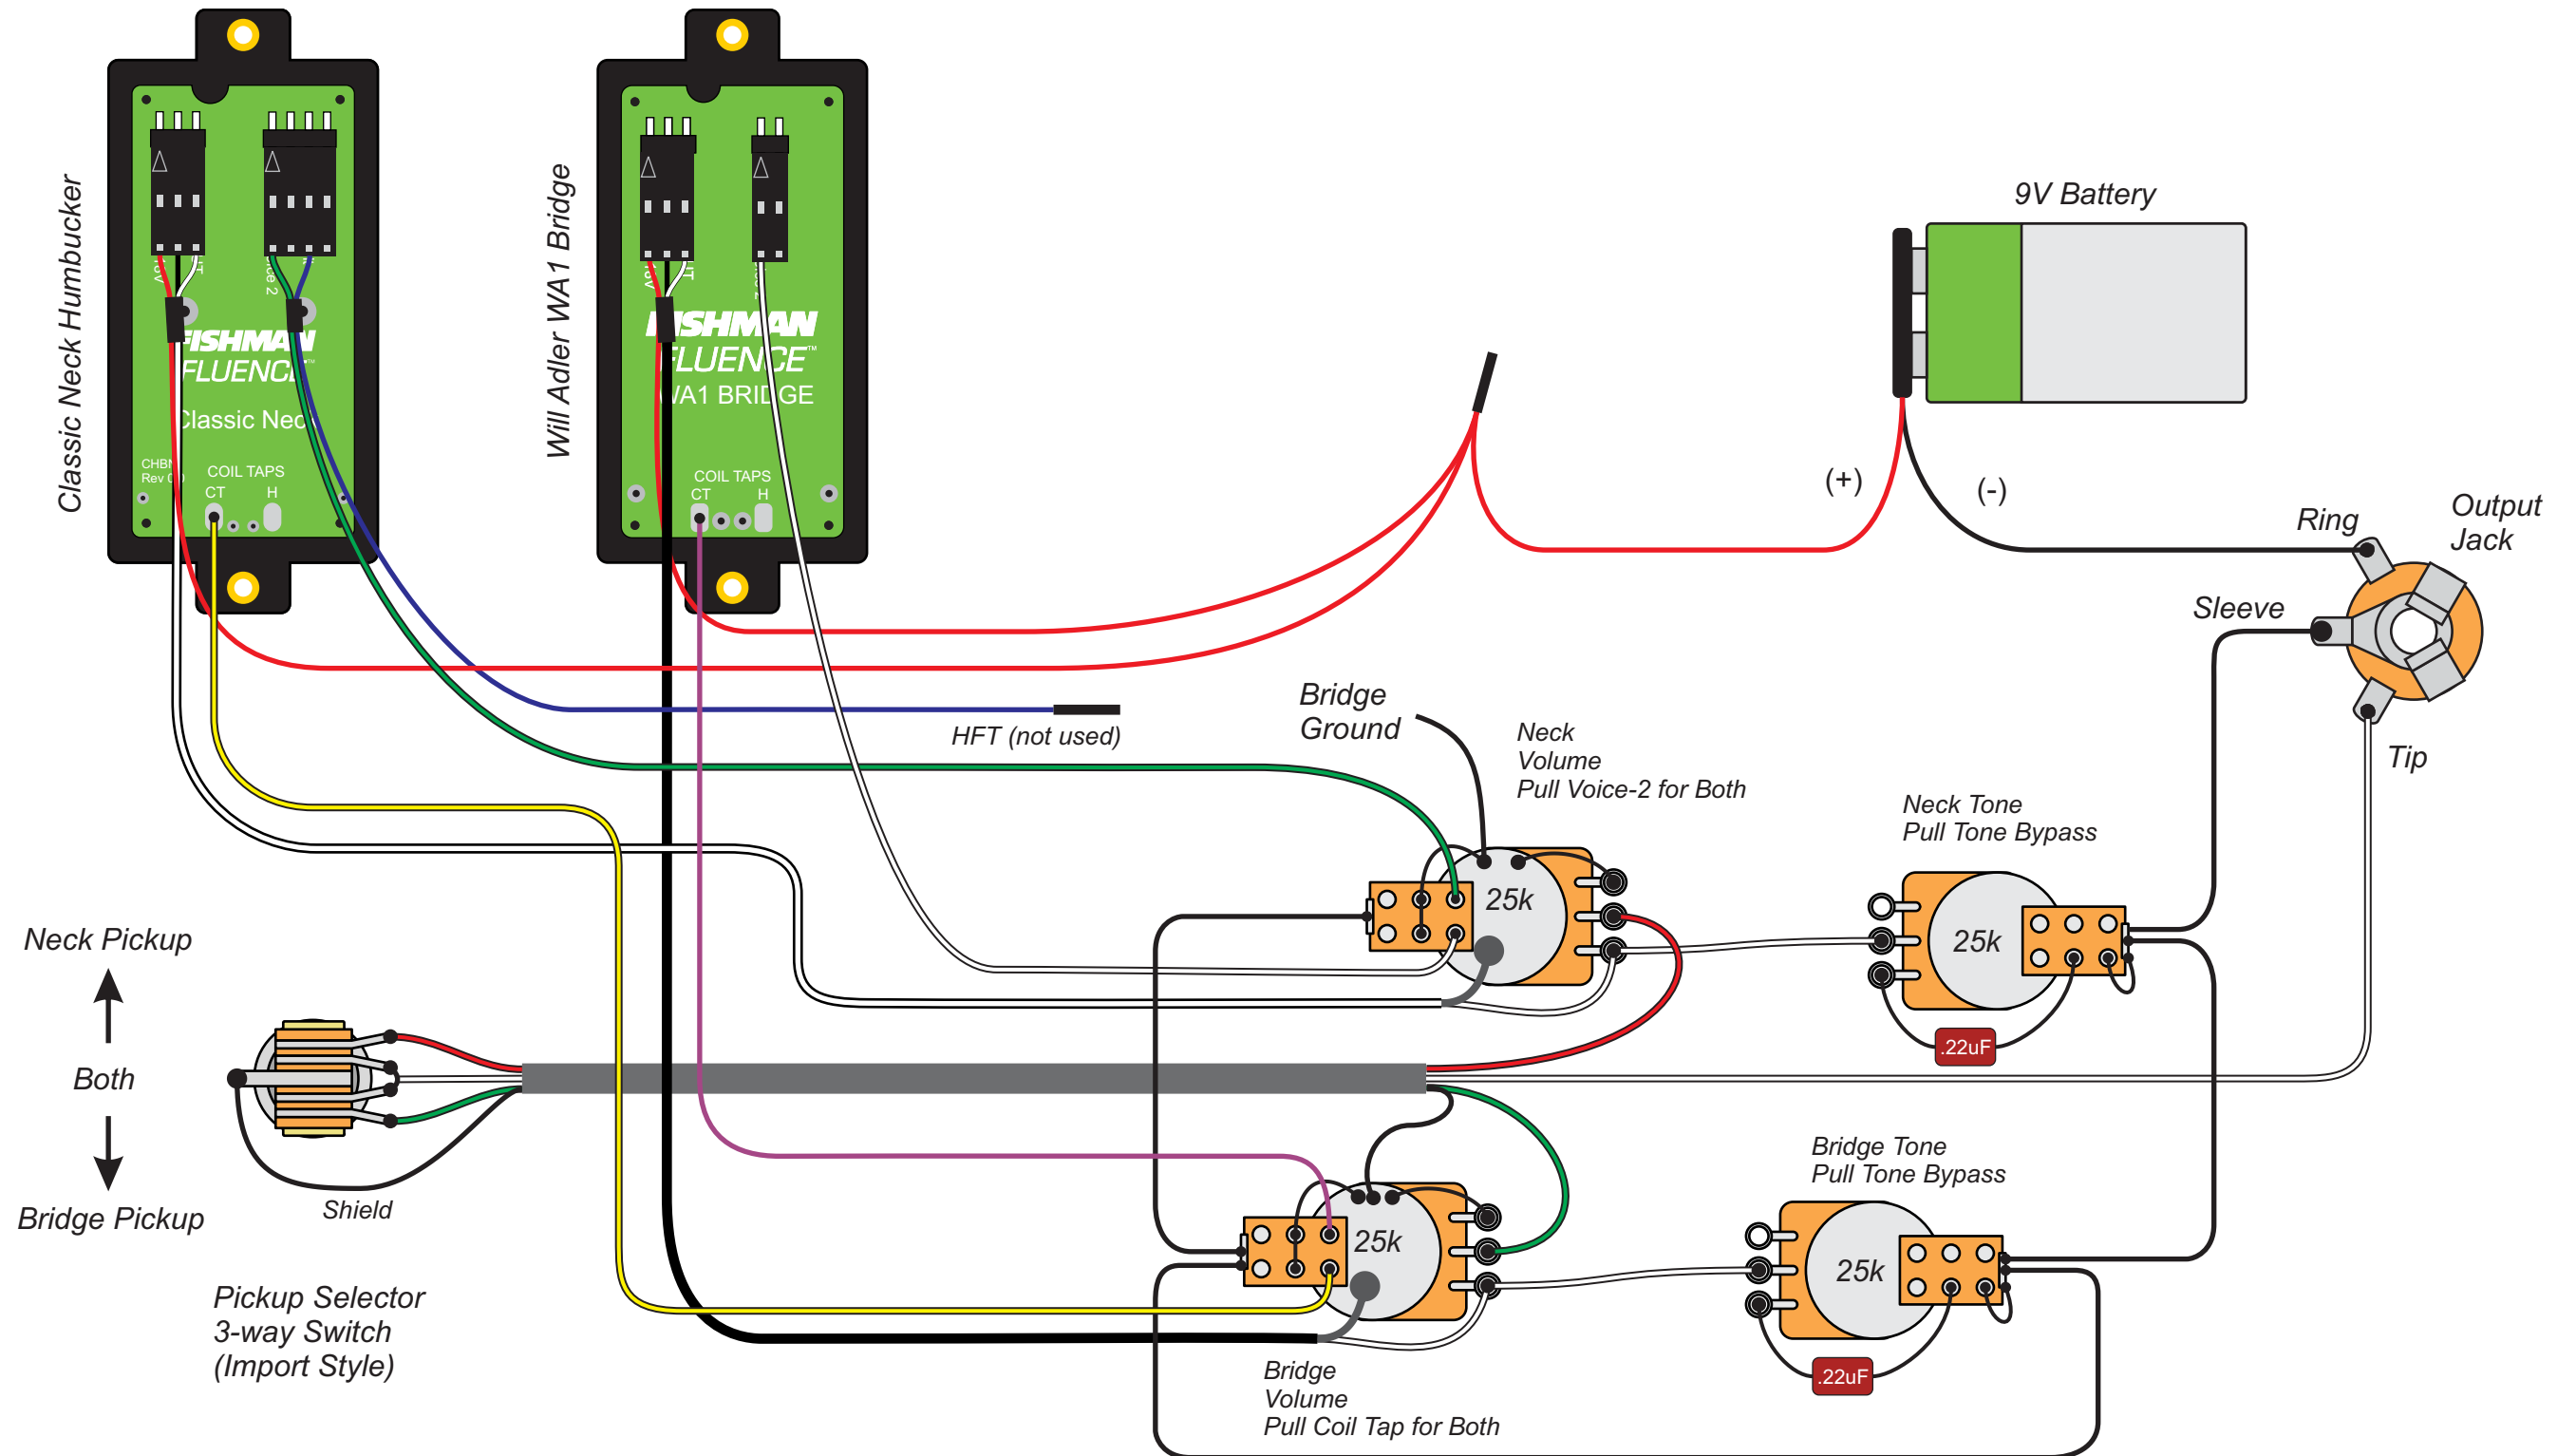 Classic Neck Humbucker
FISHMAN
FLUENCE™
Classic Nec
COIL TAPS
CT
H
Will Adler WA1 Bridge
FISHMAN
FLUENCE™
WA1 BRIDGE
COIL TAPS
CT
H
9V Battery
(+)
(-)
Ring
Output
Jack
Sleeve
Tip
HFT (not used)
Bridge
Ground
Neck
Volume
Pull Voice-2 for Both
25k
Neck Tone
Pull Tone Bypass
25k
.22uF
Neck Pickup
Both
Bridge Pickup
Shield
Pickup Selector
3-way Switch
(Import Style)
25k
Bridge
Volume
Pull Coil Tap for Both
Bridge Tone
Pull Tone Bypass
25k
.22uF